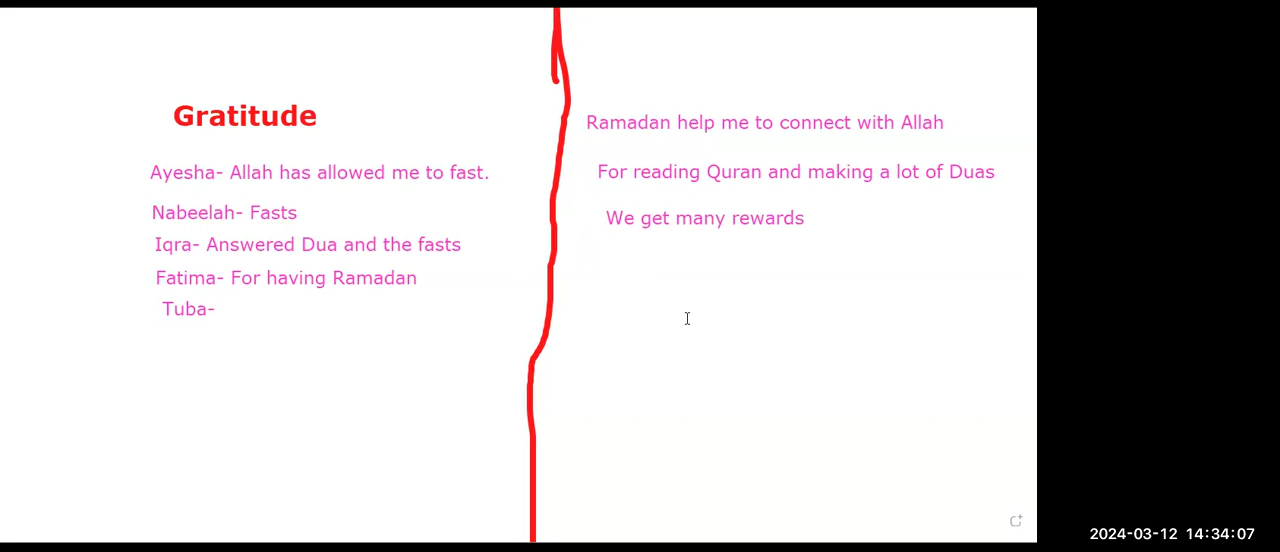 Gratitude
Ayesha- Allah has allowed me to fast.
Nabeelah- Fasts
Iqra- Answered Dua and the fasts
Fatima- For having Ramadan
Tuba-
Ramadan help me to connect with Allah
For reading Quran and making a lot of Duas
We get many rewards
2024-03-12 14:34:07